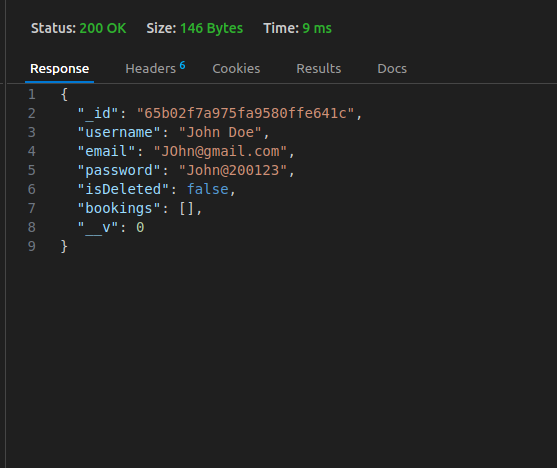 Status: 200 OK Size: 146 Bytes Time: 9 ms
Response Headers 6 Cookies Results Docs
1 {
2 "_id": "65b02f7a975fa9580ffe641c",
3 "username": "John Doe",
4 "email": "JOhn@gmail.com",
5 "password": "John@200123",
6 "isDeleted": false,
7 "bookings": [],
8 "__v": 0
9 }